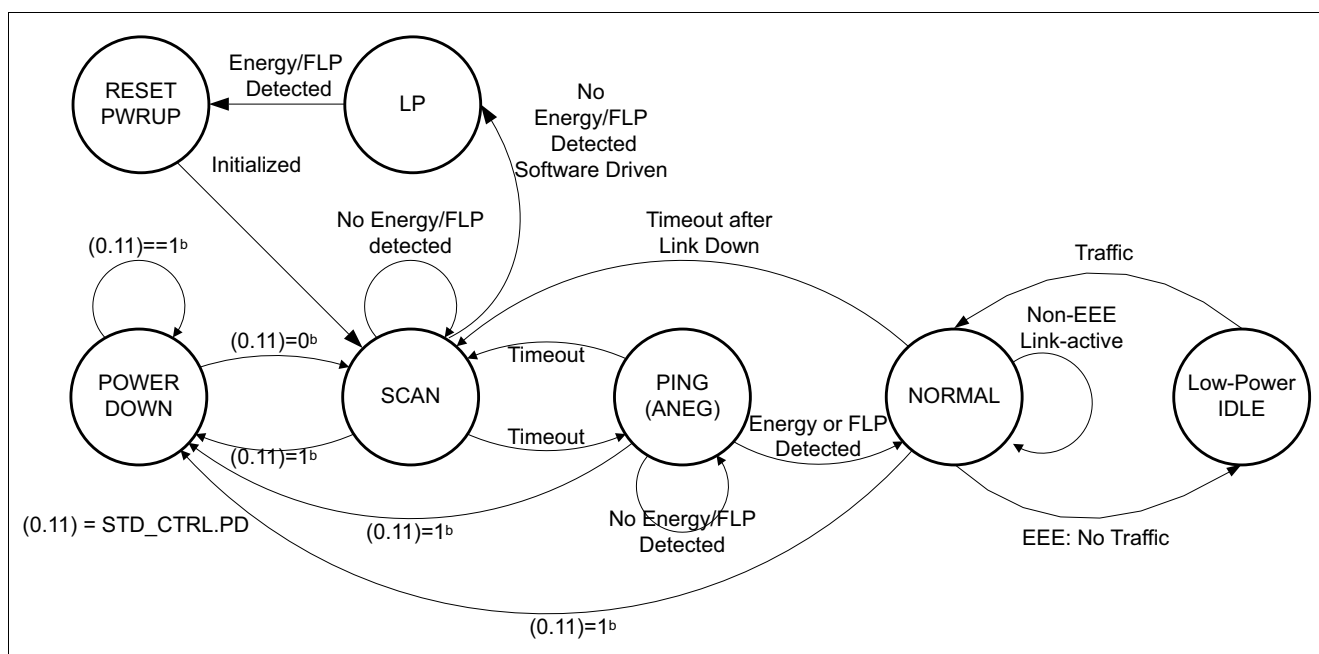 Energy/FLP
Detected
RESET
PWRUP
LP
No
Energy/FLP
Detected
Software Driven
Initialized
No Energy/FLP
detected
Timeout after
Link Down
(0.11)==1ᵇ
Traffic
Non-EEE
Link-active
(0.11)=0ᵇ
Timeout
POWER
DOWN
SCAN
PING
(ANEG)
NORMAL
Low-Power
IDLE
Energy or FLP
Detected
Timeout
(0.11)=1ᵇ
No Energy/FLP
Detected
(0.11) = STD_CTRL.PD
(0.11)=1ᵇ
EEE: No Traffic
(0.11)=1ᵇ